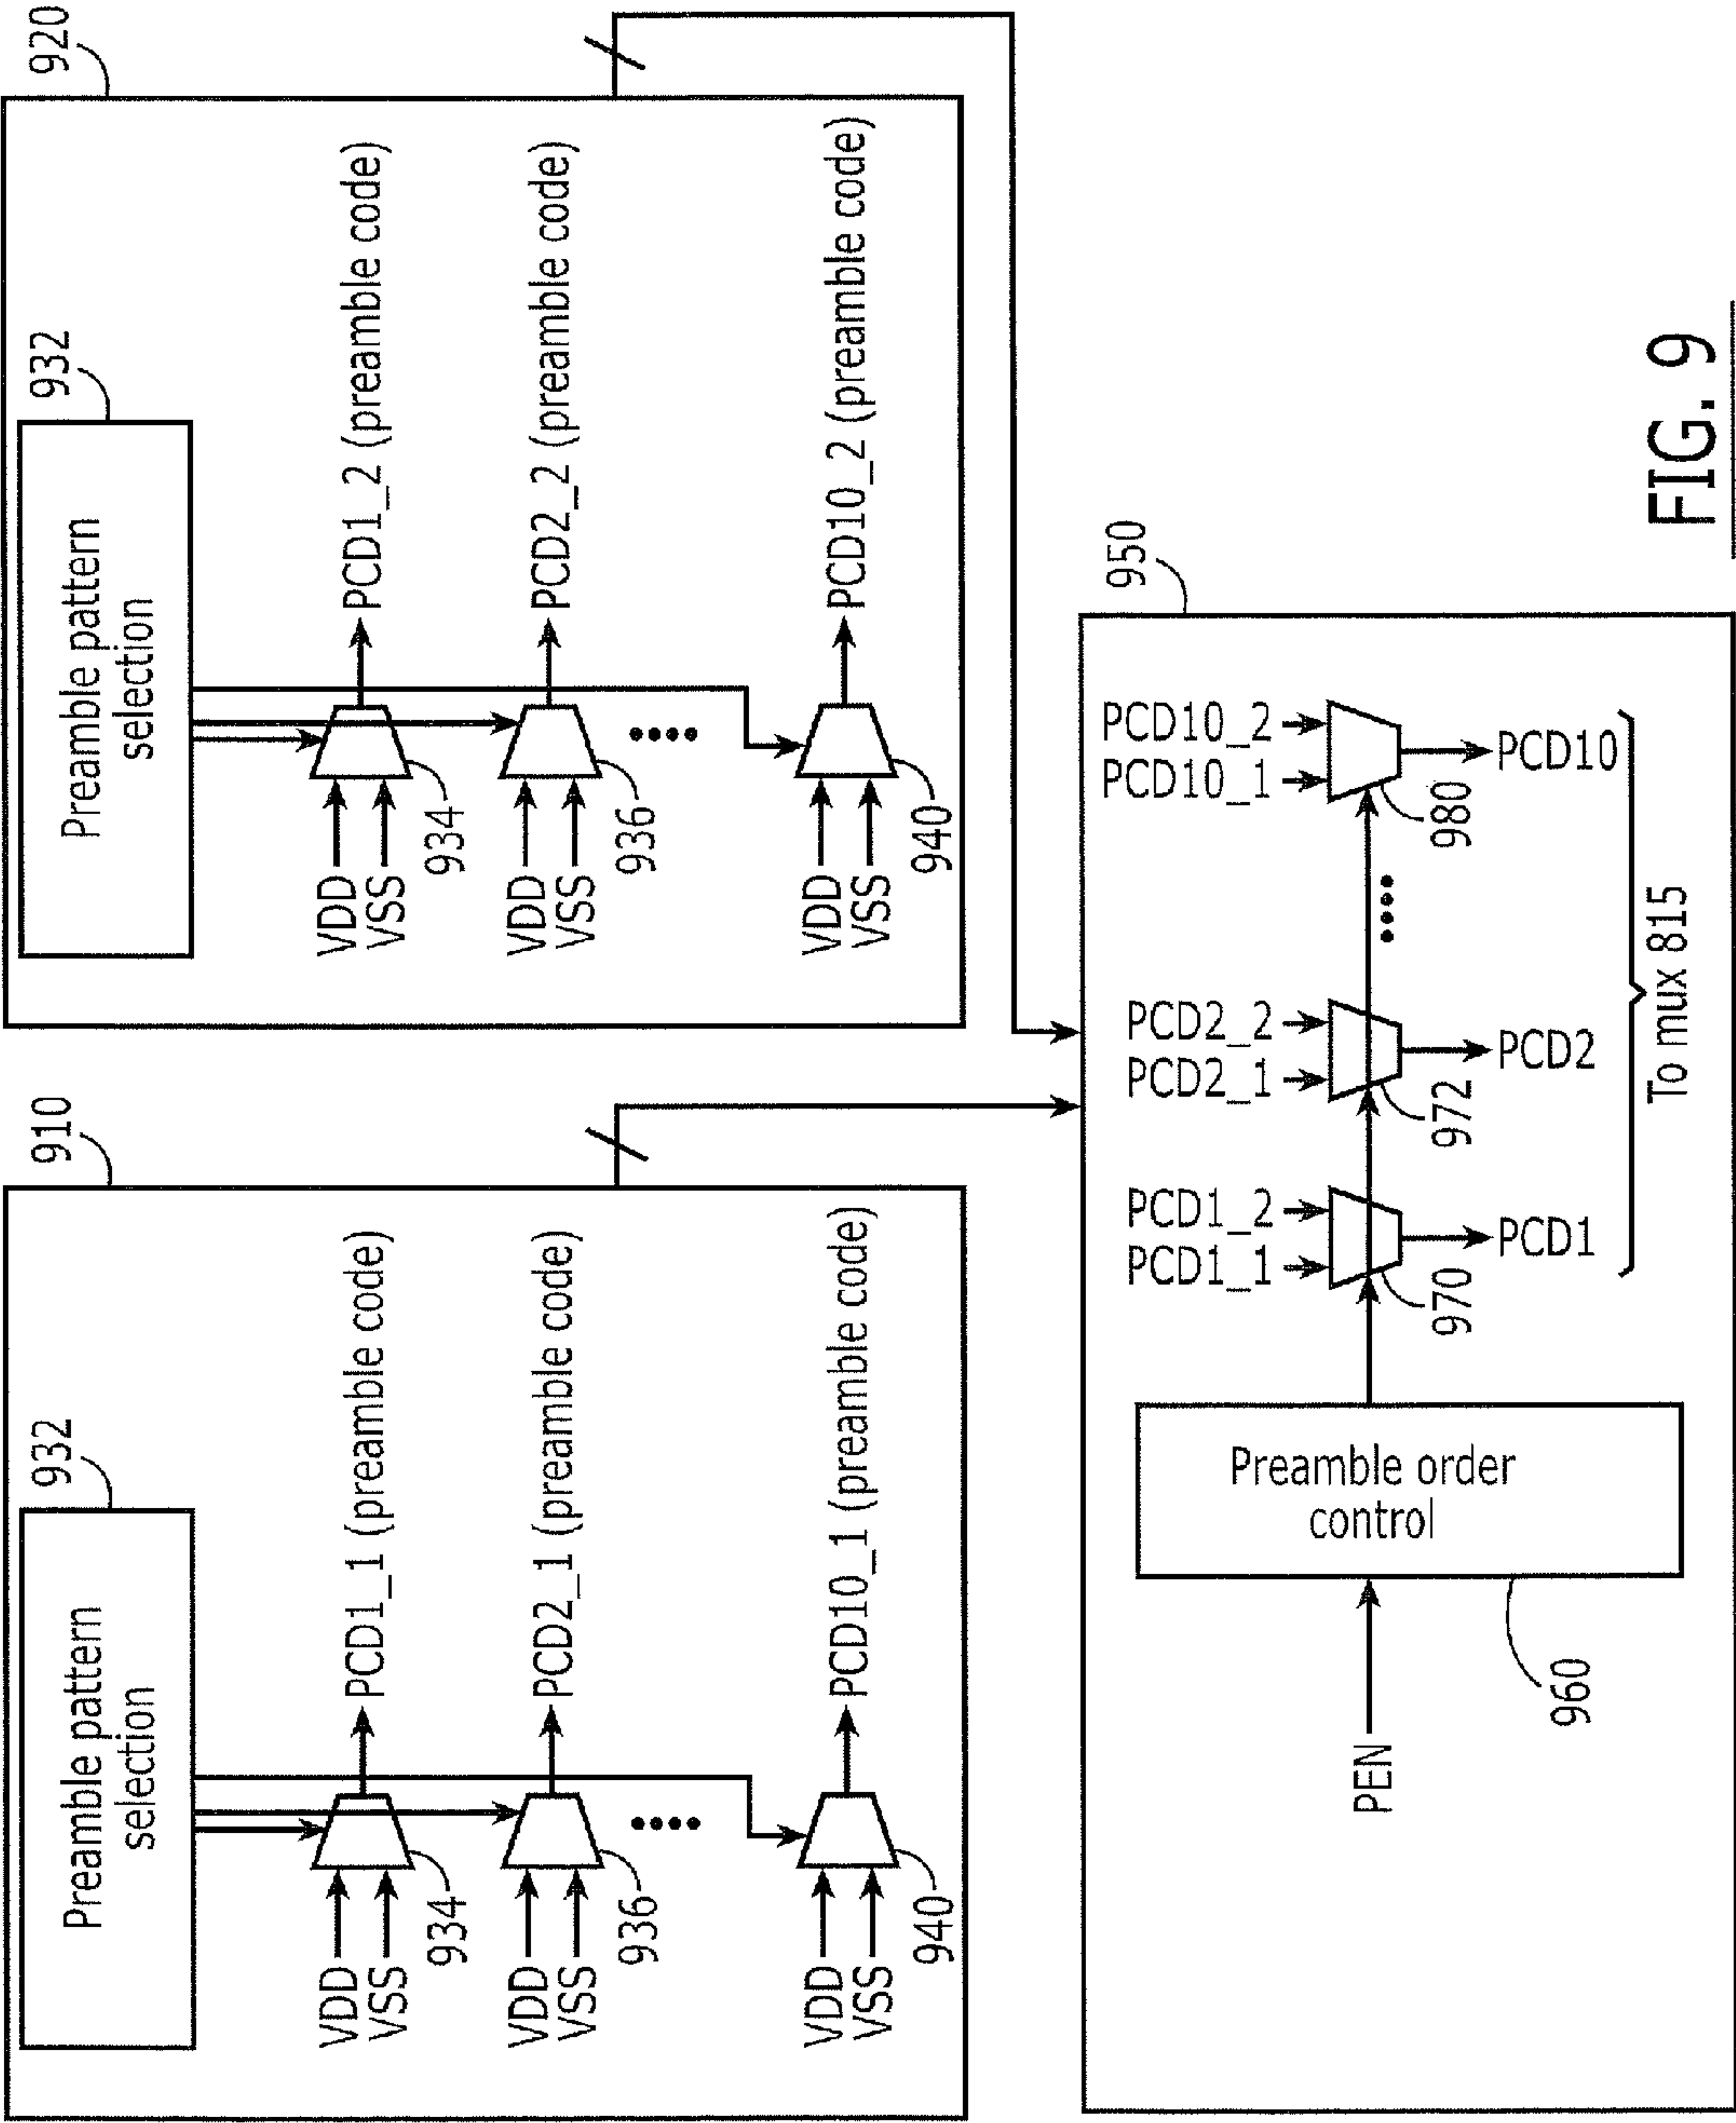 910
932
Preamble pattern
selection
VDD
VSS
934
PCD1_1 (preamble code)
VDD
VSS
936
PCD2_1 (preamble code)
VDD
VSS
940
PCD10_1 (preamble code)
920
932
Preamble pattern
selection
VDD
VSS
934
PCD1_2 (preamble code)
VDD
VSS
936
PCD2_2 (preamble code)
VDD
VSS
940
PCD10_2 (preamble code)
950
PEN
Preamble order
control
960
PCD1_1
PCD1_2
970
PCD1
PCD2_1
PCD2_2
972
PCD2
PCD10_1
PCD10_2
980
PCD10
To mux 815
FIG. 9